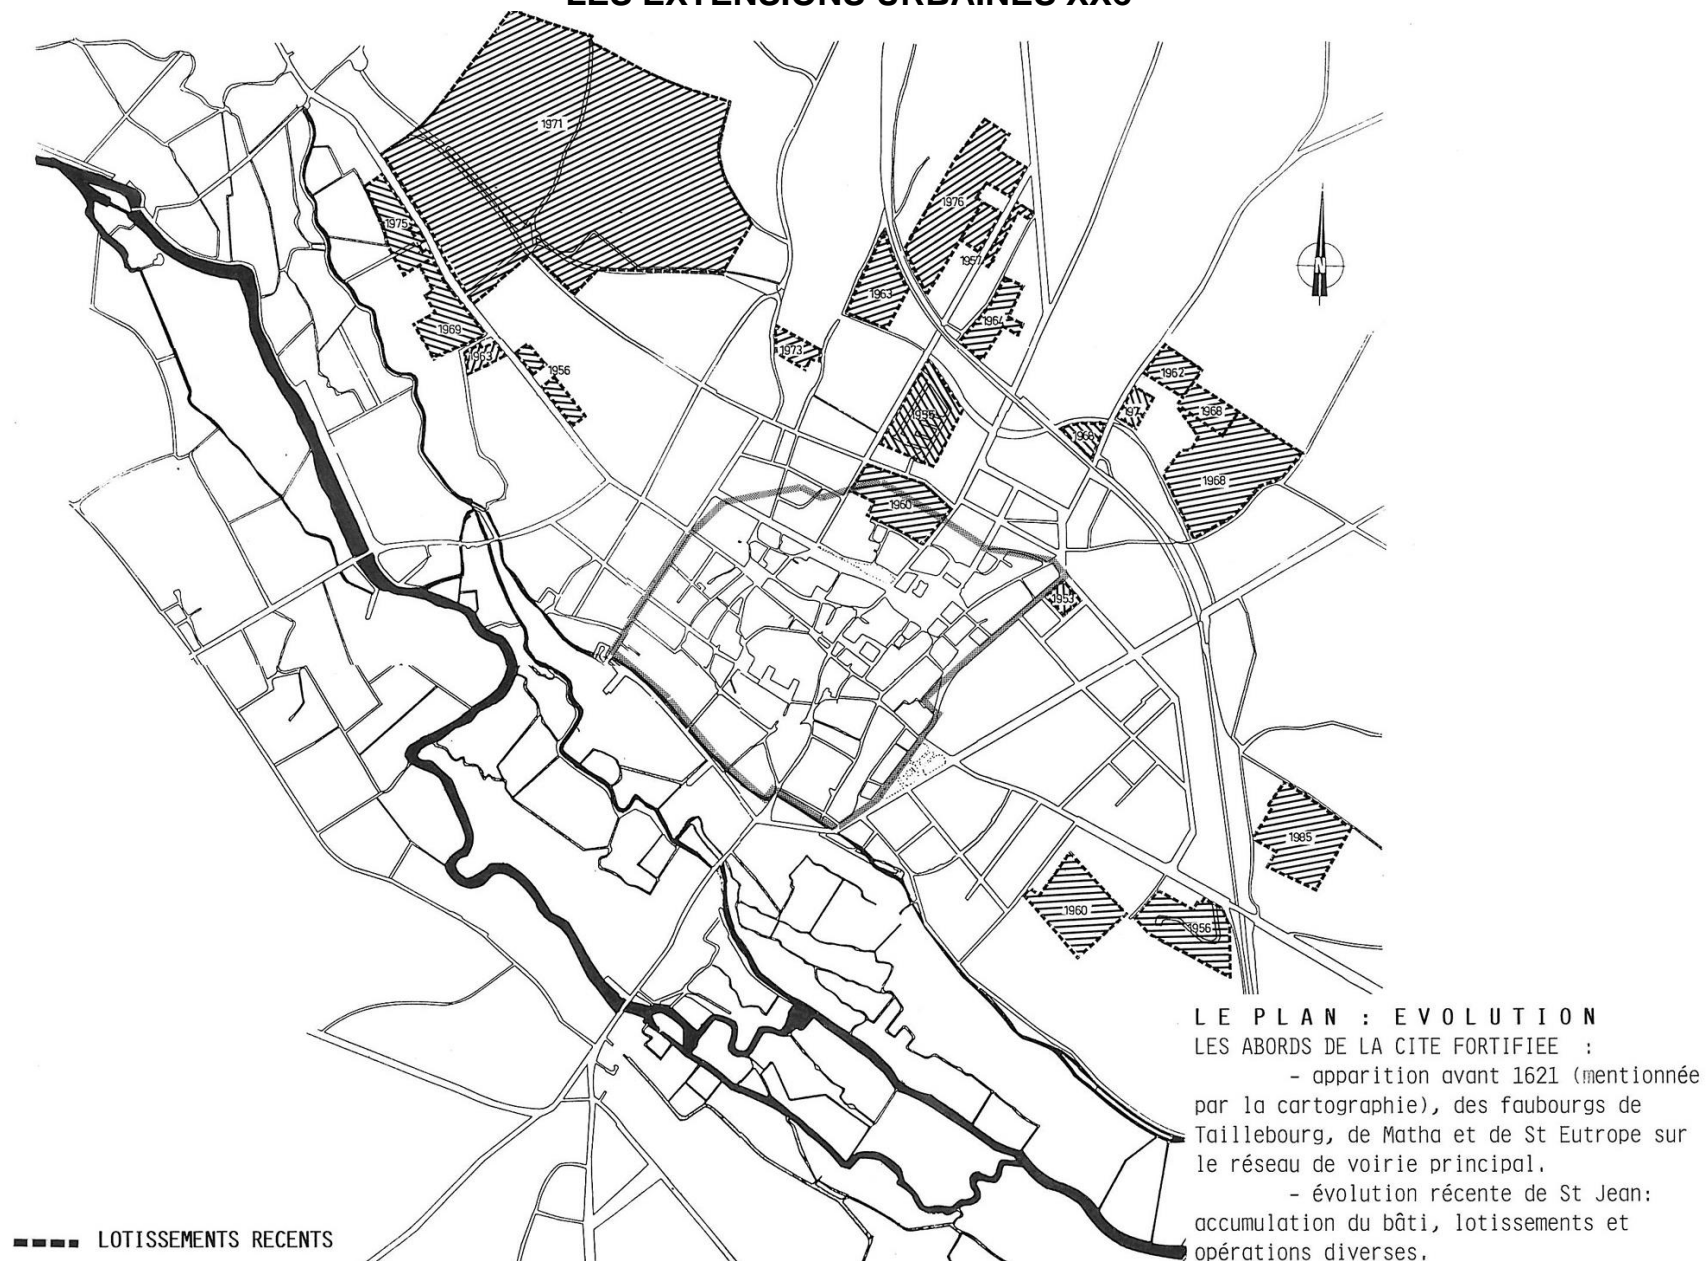 LES EXTENSIONS URBAINES XXe
1971
1975
1976
1957
1963
1964
1969
1963
1956
1973
1962
1968
1968
1960
1953
1985
1960
1956
N
LE PLAN : EVOLUTION
LES ABORDS DE LA CITE FORTIFIEE :
- apparition avant 1621 (mentionnée
par la cartographie), des faubourgs de
Taillebourg, de Matha et de St Eutrope sur
le réseau de voirie principal.
- évolution récente de St Jean:
accumulation du bâti, lotissements et
opérations diverses.
LOTISSEMENTS RECENTS